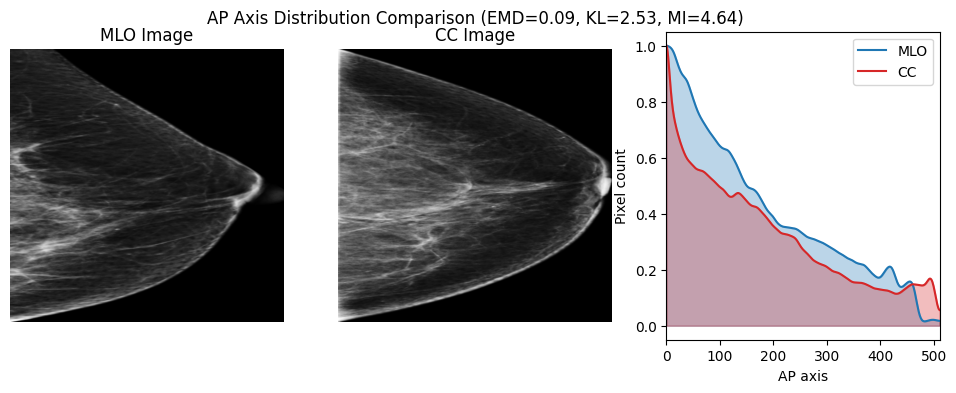 AP Axis Distribution Comparison (EMD=0.09, KL=2.53, MI=4.64)
MLO Image
CC Image
MLO
CC
1.0
0.8
0.6
0.4
0.2
0.0
Pixel count
0 100 200 300 400 500
AP axis